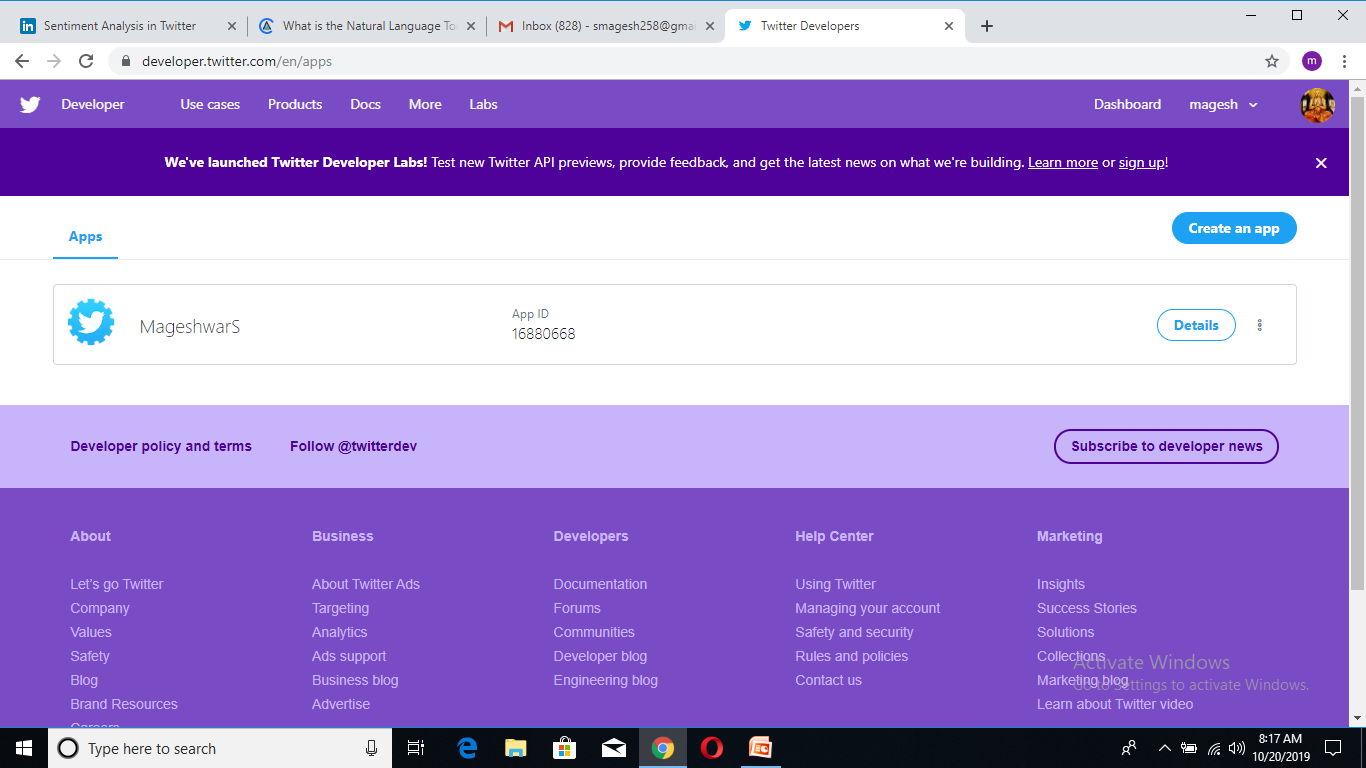 Sentiment Analysis in Twitter
What is the Natural Language To
Inbox (828) - smagesh258@gmai
Twitter Developers
developer.twitter.com/en/apps
m
Developer Use cases Products Docs More Labs Dashboard magesh
We've launched Twitter Developer Labs! Test new Twitter API previews, provide feedback, and get the latest news on what we're building. Learn more or sign up!
Apps
Create an app
MageshwarS
App ID
16880668
Details
Developer policy and terms Follow @twitterdev Subscribe to developer news
About
Let's go Twitter
Company
Values
Safety
Blog
Brand Resources
Careers
Business
About Twitter Ads
Targeting
Analytics
Ads support
Business blog
Advertise
Developers
Documentation
Forums
Communities
Developer blog
Engineering blog
Help Center
Using Twitter
Managing your account
Safety and security
Rules and policies
Contact us
Marketing
Insights
Success Stories
Solutions
Collections
Marketing blog
Learn about Twitter video
Activate Windows
Go to Settings to activate Windows.
Type here to search
8:17 AM
10/20/2019